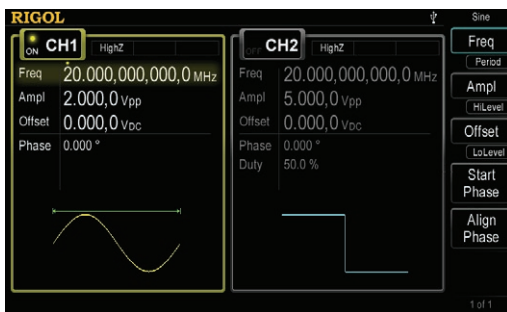 RIGOL
Sine
ON CH1 HighZ
Freq 20.000,000,000,0 MHz
Ampl 2.000,0 Vpp
Offset 0.000,0 VDC
Phase 0.000 °
OFF CH2 HighZ
Freq 20.000,000,000,0 MHz
Ampl 5.000,0 Vpp
Offset 0.000,0 VDC
Phase 0.000 °
Duty 50.0 %
Freq
Period
Ampl
HiLevel
Offset
LoLevel
Start
Phase
Align
Phase
1 of 1